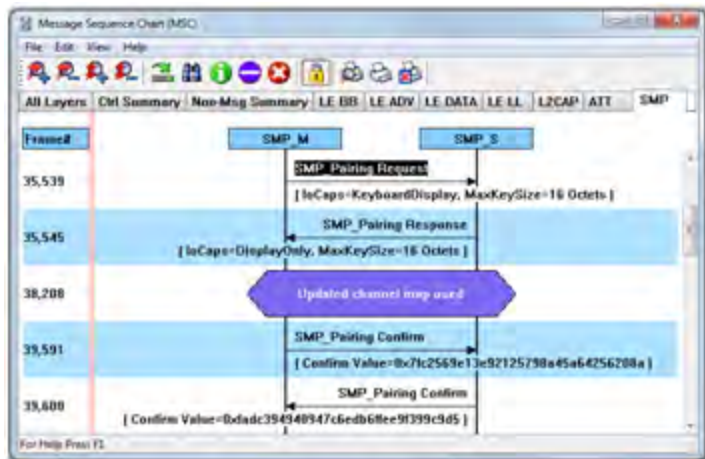 Message Sequence Chart (MSC)
File Edit View Help
All Layers Ctrl Summary Non-Msg Summary LE BB LE ADV LE DATA LE LL L2CAP ATT SMP
Frame# SMP_M SMP_S
35,539
SMP_Pairing Request
[ IoCaps=KeyboardDisplay, MaxKeySize=16 Octets ]
35,545
SMP_Pairing Response
[ IoCaps=DisplayOnly, MaxKeySize=16 Octets ]
38,208
Updated channel map used
39,591
SMP_Pairing Confirm
[ Confirm Value=0x7fc2569e13e92125798a45a64256208a ]
39,600
SMP_Pairing Confirm
[ Confirm
For Help Press F1